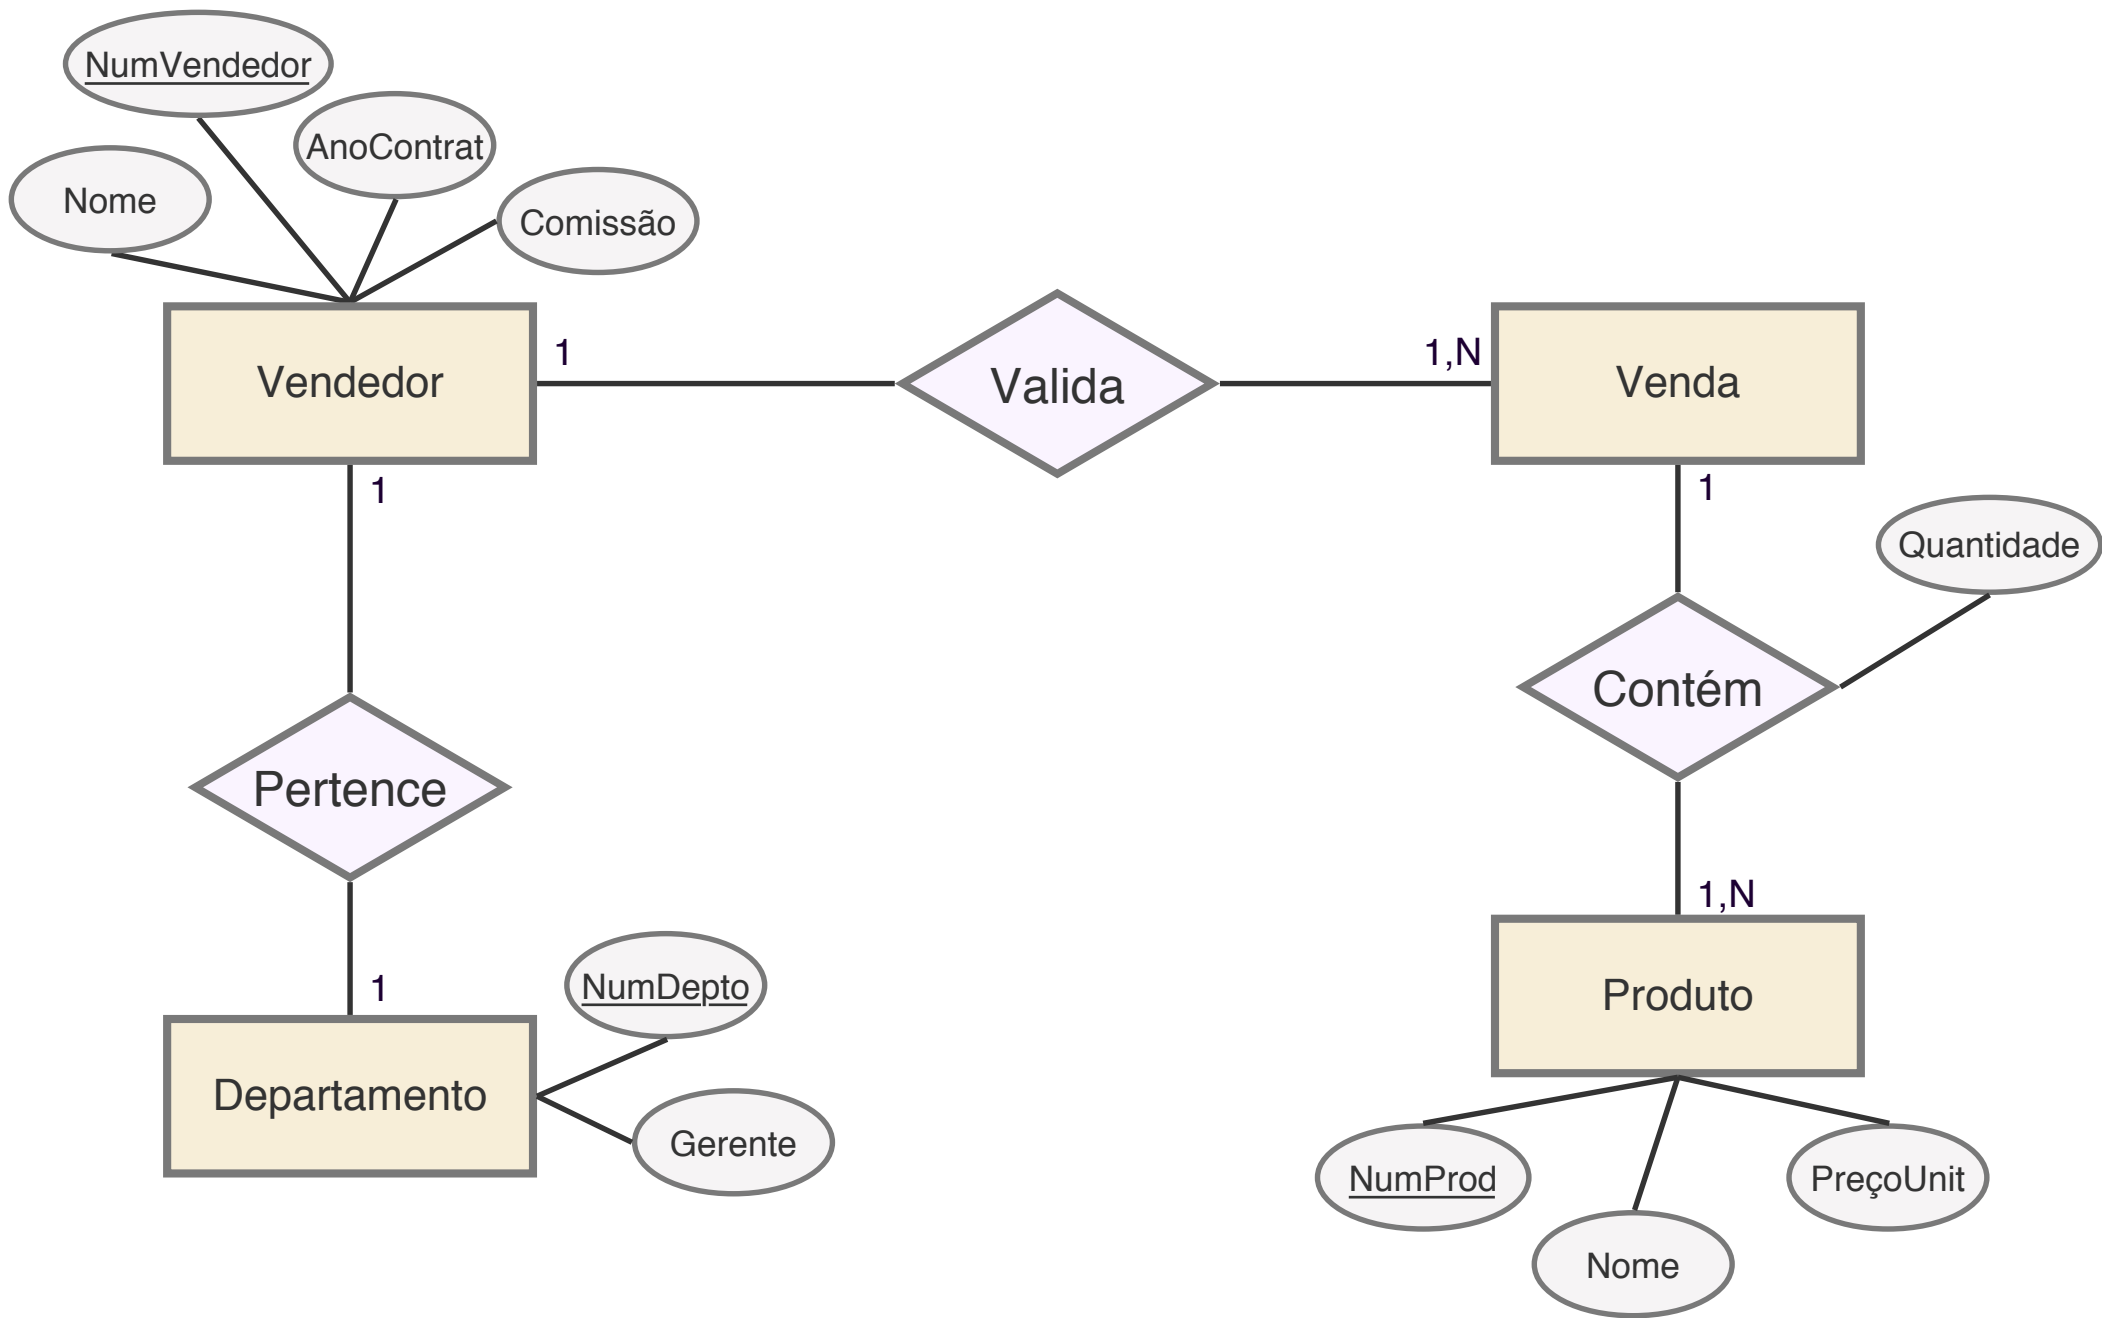 NumVendedor
AnoContrat
Nome
Comissão
Vendedor
1
Valida
1,N
Venda
1
1
Quantidade
Contém
Pertence
1,N
1
NumDepto
Produto
Departamento
Gerente
NumProd
PreçoUnit
Nome